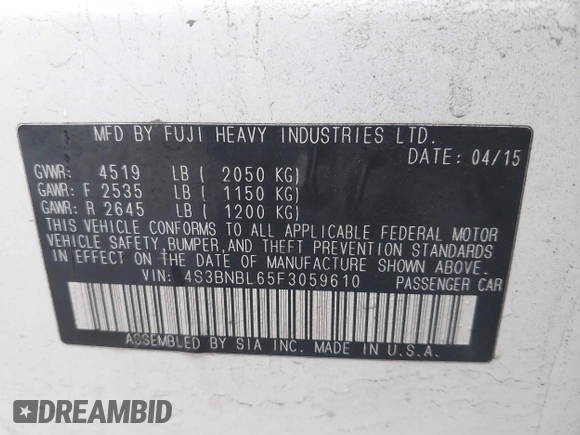 MFD BY FUJI HEAVY INDUSTRIES LTD.
DATE: 04/15
GVWR: 4519 LB ( 2050 KG)
GAWR: F 2535 LB ( 1150 KG)
GAWR: R 2645 LB ( 1200 KG)
THIS VEHICLE CONFORMS TO ALL APPLICABLE FEDERAL MOTOR
VEHICLE SAFETY, BUMPER, AND THEFT PREVENTION STANDARDS
IN EFFECT ON THE DATE OF MANUFACTURE SHOWN ABOVE.
VIN: 4S3BNBL65F3059610 PASSENGER CAR
ASSEMBLED BY SIA INC. MADE IN U.S.A.
DREAMBID